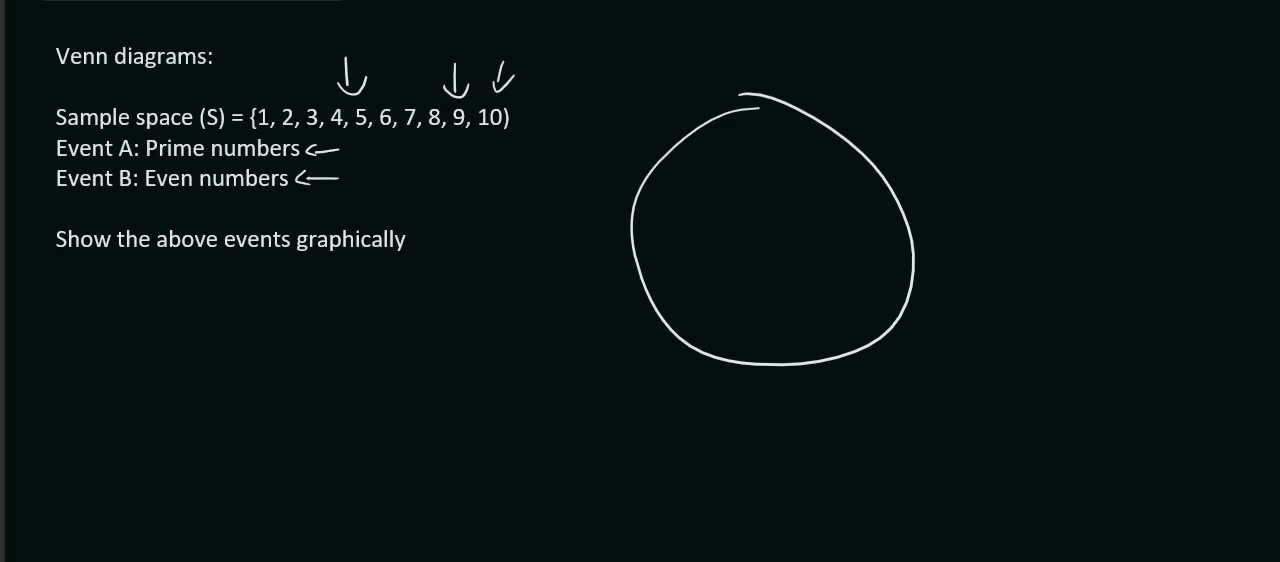 Venn diagrams:
Sample space (S) = {1, 2, 3, 4, 5, 6, 7, 8, 9, 10)
Event A: Prime numbers
Event B: Even numbers
Show the above events graphically